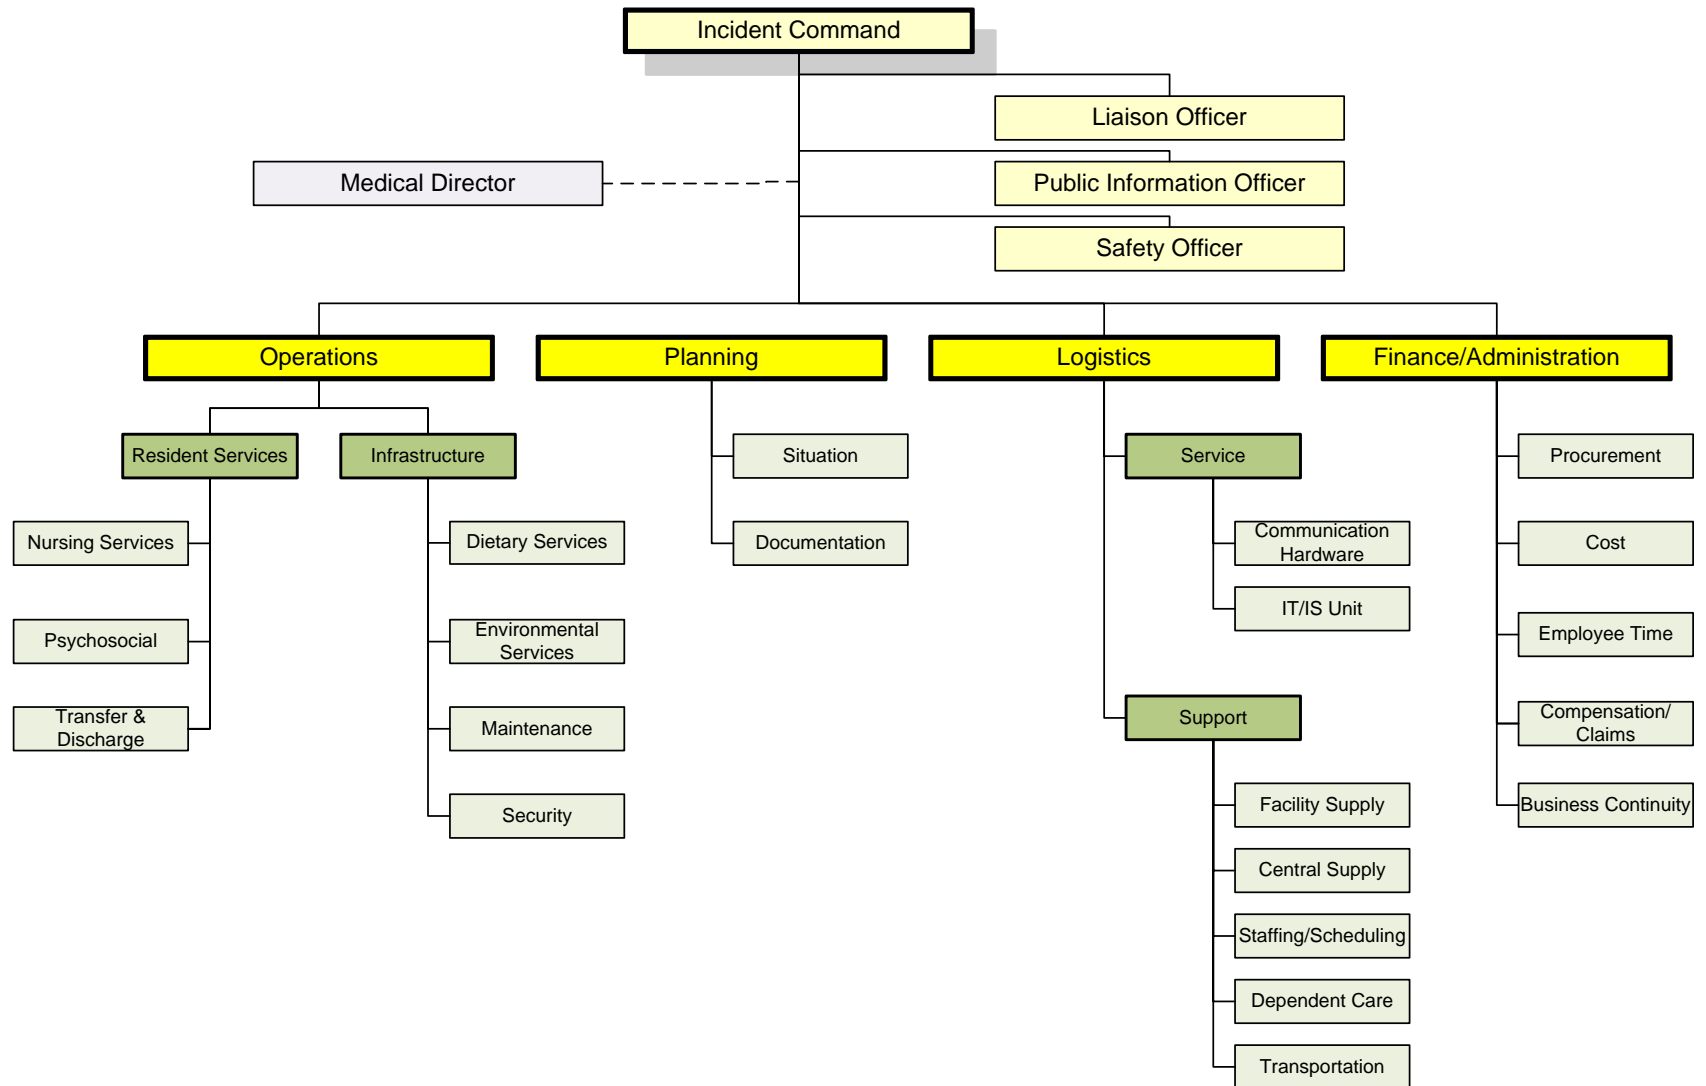 Incident Command
Liaison Officer
Medical Director
Public Information Officer
Safety Officer
Operations
Planning
Logistics
Finance/Administration
Resident Services
Infrastructure
Situation
Service
Procurement
Nursing Services
Dietary Services
Documentation
Communication
Hardware
Cost
IT/IS Unit
Psychosocial
Environmental
Services
Employee Time
Transfer &
Discharge
Maintenance
Support
Compensation/
Claims
Security
Facility Supply
Business Continuity
Central Supply
Staffing/Scheduling
Dependent Care
Transportation